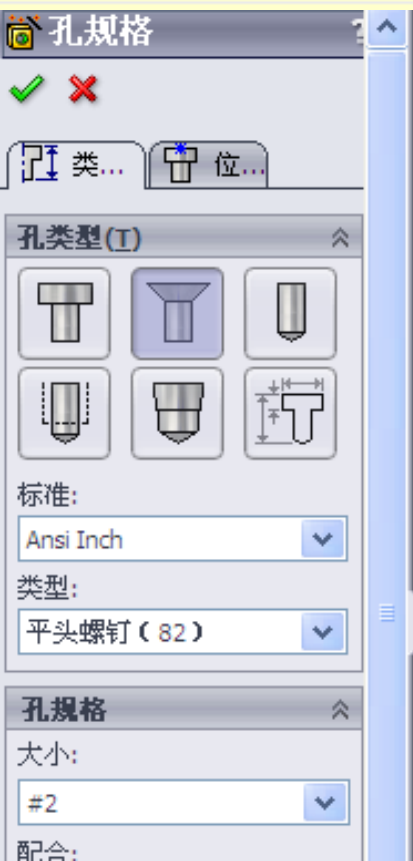 孔规格
类...
位...
孔类型(T)
标准:
Ansi Inch
类型:
平头螺钉(82)
孔规格
大小:
#2
配合: